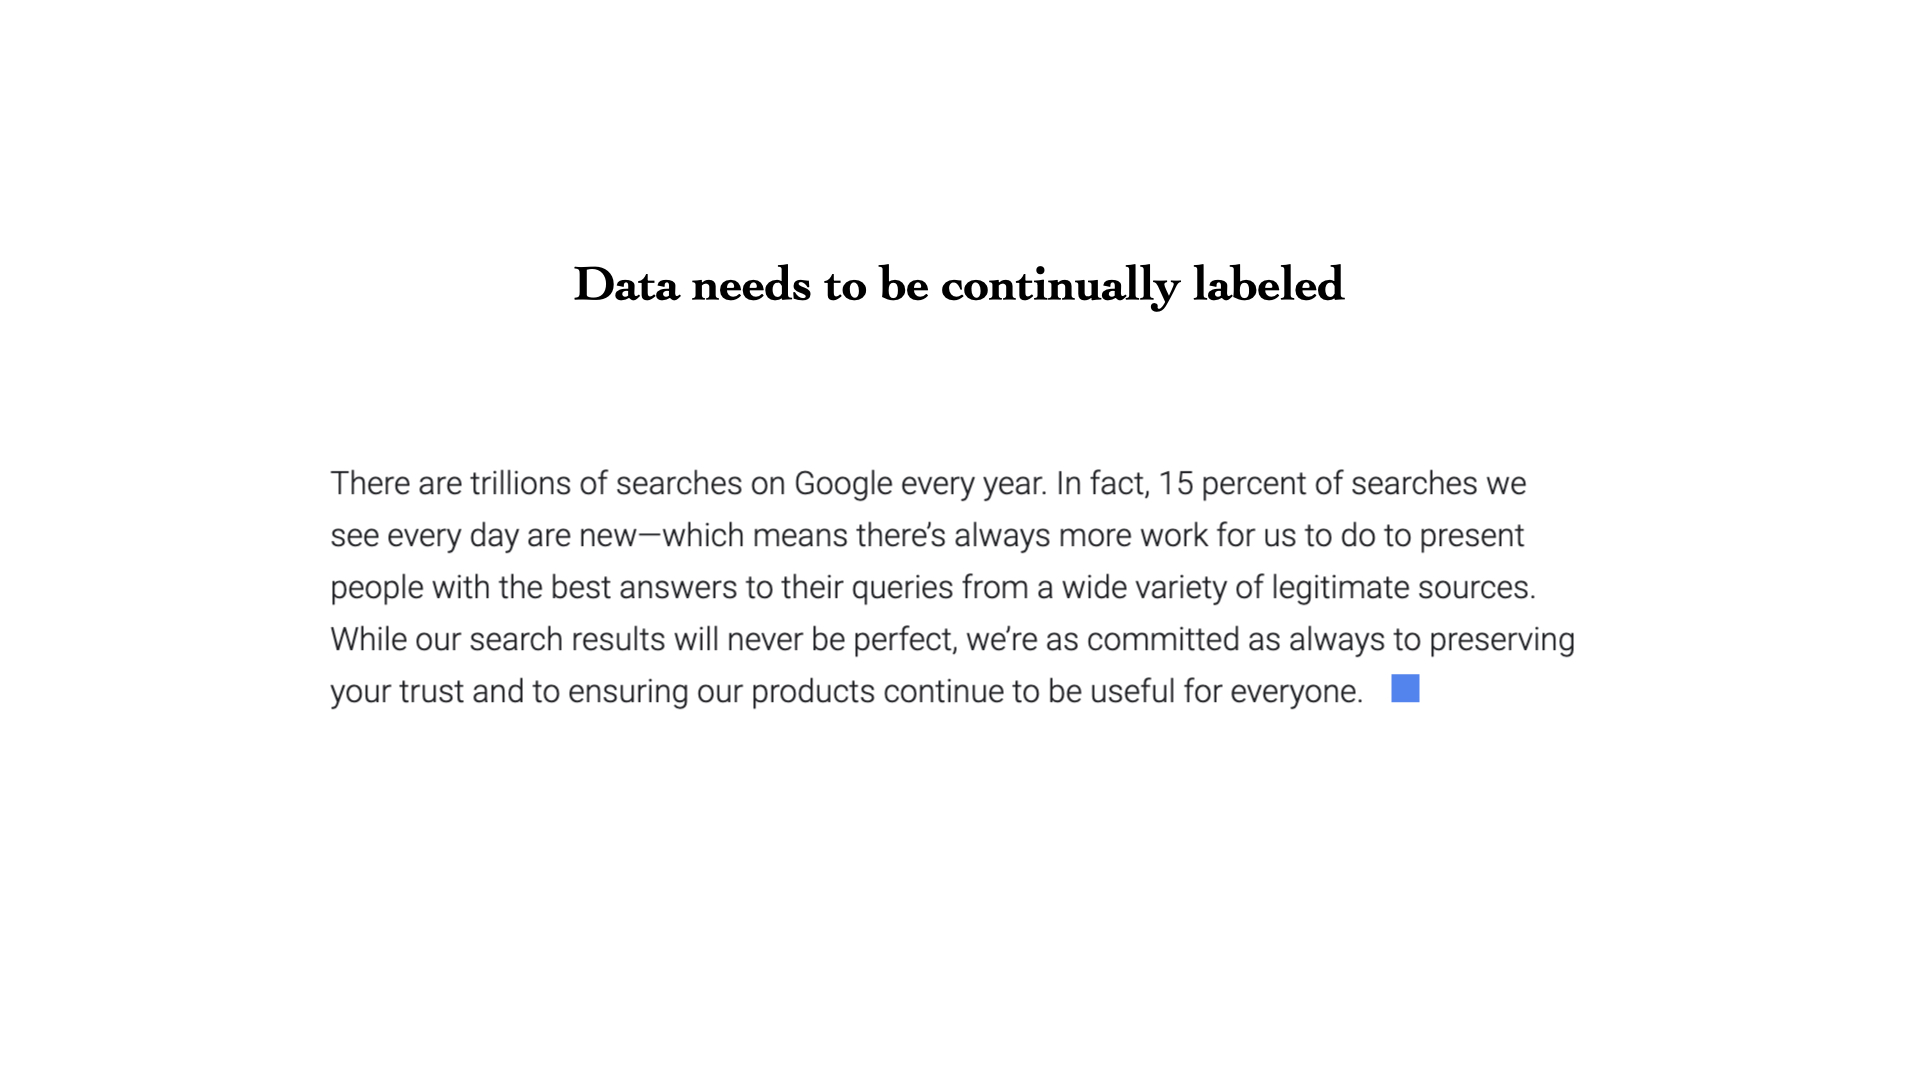 Data needs to be continually labeled
There are trillions of searches on Google every year. In fact, 15 percent of searches we
see every day are new—which means there’s always more work for us to do to present
people with the best answers to their queries from a wide variety of legitimate sources.
While our search results will never be perfect, we’re as committed as always to preserving
your trust and to ensuring our products continue to be useful for everyone.